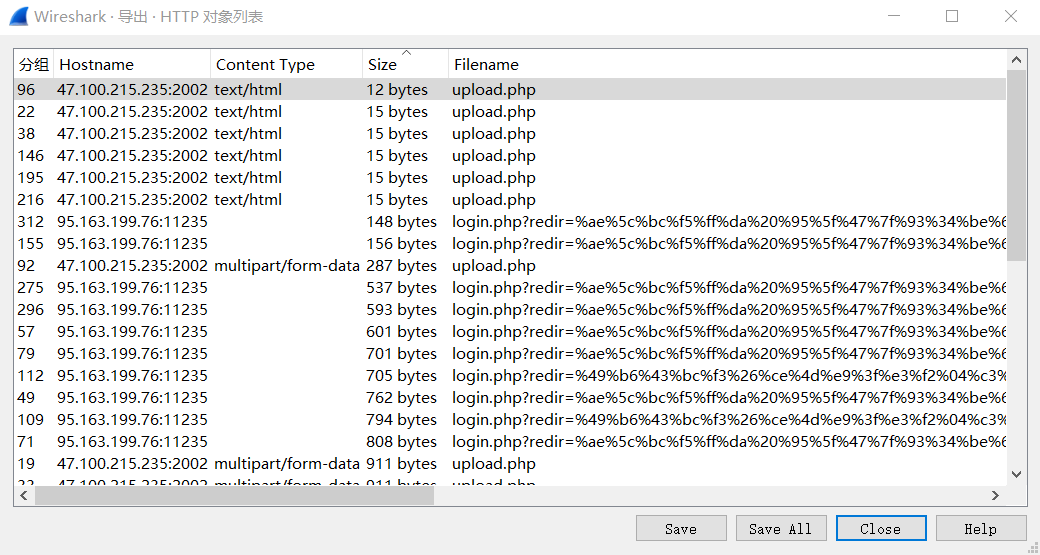 Wireshark · 导出 · HTTP 对象列表
分组 Hostname Content Type Size Filename
96 47.100.215.235:2002 text/html 12 bytes upload.php
22 47.100.215.235:2002 text/html 15 bytes upload.php
38 47.100.215.235:2002 text/html 15 bytes upload.php
146 47.100.215.235:2002 text/html 15 bytes upload.php
195 47.100.215.235:2002 text/html 15 bytes upload.php
216 47.100.215.235:2002 text/html 15 bytes upload.php
312 95.163.199.76:11235 148 bytes login.php?redir=%ae%5c%bc%f5%ff%da%20%95%5f%47%7f%93%34%be%6
155 95.163.199.76:11235 156 bytes login.php?redir=%ae%5c%bc%f5%ff%da%20%95%5f%47%7f%93%34%be%6
92 47.100.215.235:2002 multipart/form-data 287 bytes upload.php
275 95.163.199.76:11235 537 bytes login.php?redir=%ae%5c%bc%f5%ff%da%20%95%5f%47%7f%93%34%be%6
296 95.163.199.76:11235 593 bytes login.php?redir=%ae%5c%bc%f5%ff%da%20%95%5f%47%7f%93%34%be%6
57 95.163.199.76:11235 601 bytes login.php?redir=%ae%5c%bc%f5%ff%da%20%95%5f%47%7f%93%34%be%6
79 95.163.199.76:11235 701 bytes login.php?redir=%ae%5c%bc%f5%ff%da%20%95%5f%47%7f%93%34%be%6
112 95.163.199.76:11235 705 bytes login.php?redir=%49%b6%43%bc%f3%26%ce%4d%e9%3f%e3%f2%04%c3%
49 95.163.199.76:11235 762 bytes login.php?redir=%ae%5c%bc%f5%ff%da%20%95%5f%47%7f%93%34%be%6
109 95.163.199.76:11235 794 bytes login.php?redir=%49%b6%43%bc%f3%26%ce%4d%e9%3f%e3%f2%04%c3%
71 95.163.199.76:11235 808 bytes login.php?redir=%ae%5c%bc%f5%ff%da%20%95%5f%47%7f%93%34%be%6
19 47.100.215.235:2002 multipart/form-data 911 bytes upload.php
47.100.215.235:2002 multipart/form-data 911 bytes upload.php
Save Save All Close Help